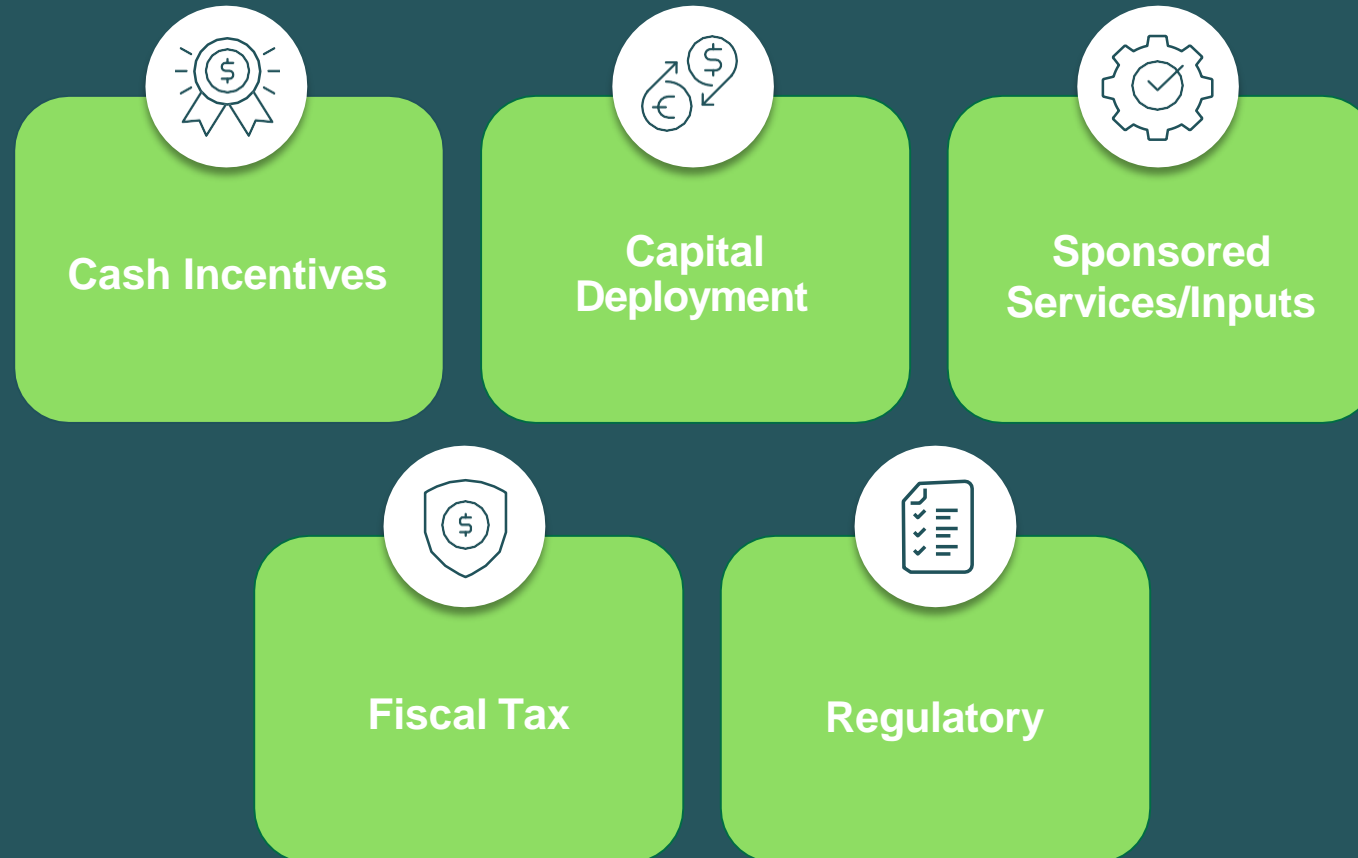 $
€
$
Cash Incentives
Capital
Deployment
Sponsored
Services/Inputs
$
Fiscal Tax
Regulatory